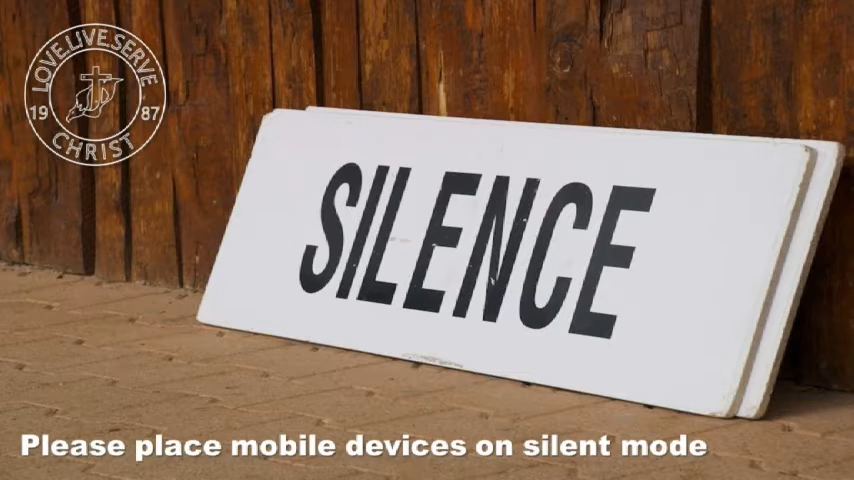 LOVE.LIVE.SERVE
19 87
CHRIST
SILENCE
Please place mobile devices on silent mode